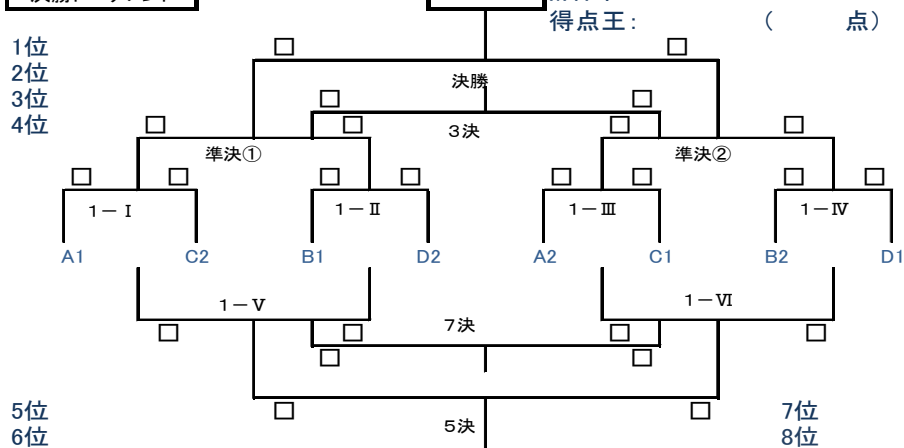 得点王: ( 点)
1位
2位
3位
4位
決勝
3決
準決① 準決②
1-Ⅰ 1-Ⅱ 1-Ⅲ 1-Ⅳ
A1 C2 B1 D2 A2 C1 B2 D1
1-Ⅴ 1-Ⅵ
7決
5位 7位
6位 8位
5決